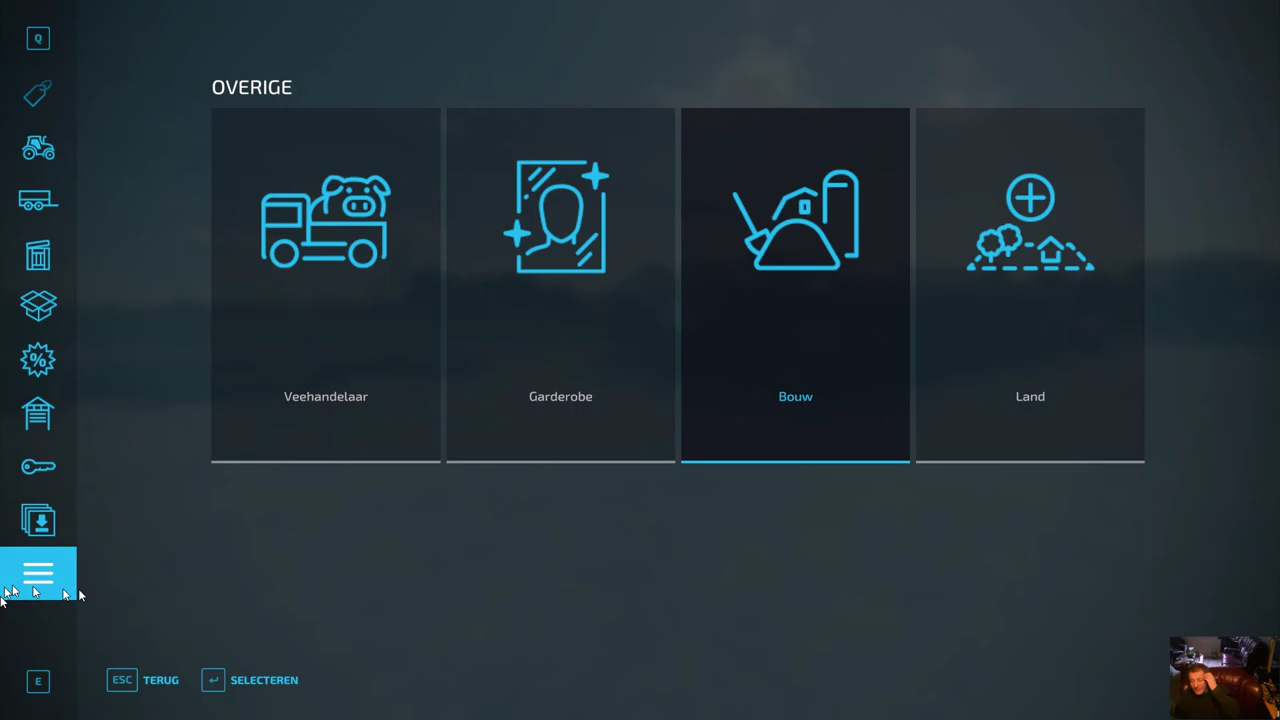 Q
OVERIGE
%
Veehandelaar
Garderobe
Bouw
Land
E
ESC TERUG
↵ SELECTEREN